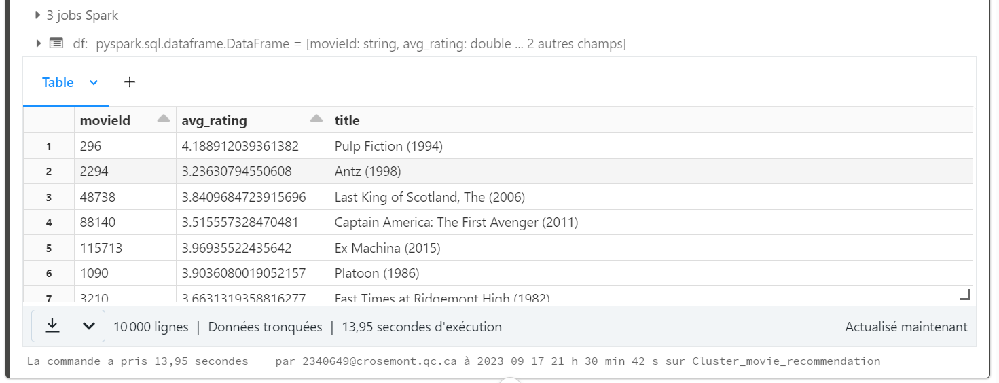 3 jobs Spark
df: pyspark.sql.dataframe.DataFrame = [movieId: string, avg_rating: double ... 2 autres champs]
Table
movieId avg_rating title
1 296 4.188912039361382 Pulp Fiction (1994)
2 2294 3.23630794550608 Antz (1998)
3 48738 3.8409684723915696 Last King of Scotland, The (2006)
4 88140 3.515557328470481 Captain America: The First Avenger (2011)
5 115713 3.96935522435642 Ex Machina (2015)
6 1090 3.9036080019052157 Platoon (1986)
7 3210 3.6631319358816277 Fast Times at Ridgemont High (1982)
10 000 lignes | Données tronquées | 13,95 secondes d'exécution Actualisé maintenant
La commande a pris 13,95 secondes -- par 2340649@crosemont.qc.ca à 2023-09-17 21 h 30 min 42 s sur Cluster_movie_recommendation